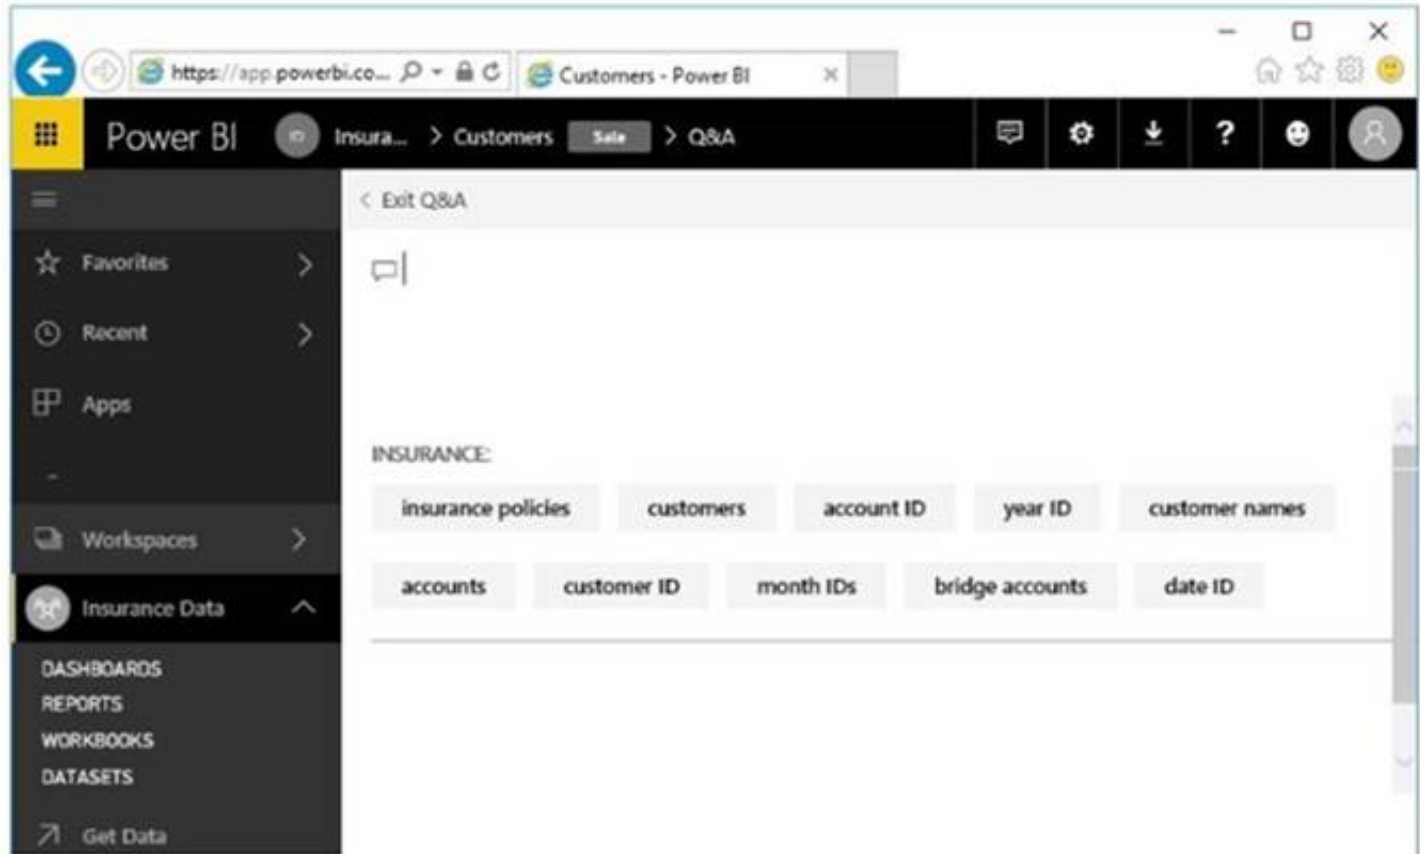 https://app.powerbi.co... Customers - Power BI
Power BI Insura... > Customers Sale > Q&A
< Exit Q&A
Favorites
Recent
Apps
INSURANCE:
insurance policies customers account ID year ID customer names
accounts customer ID month IDs bridge accounts date ID
Workspaces
Insurance Data
DASHBOARDS
REPORTS
WORKBOOKS
DATASETS
Get Data